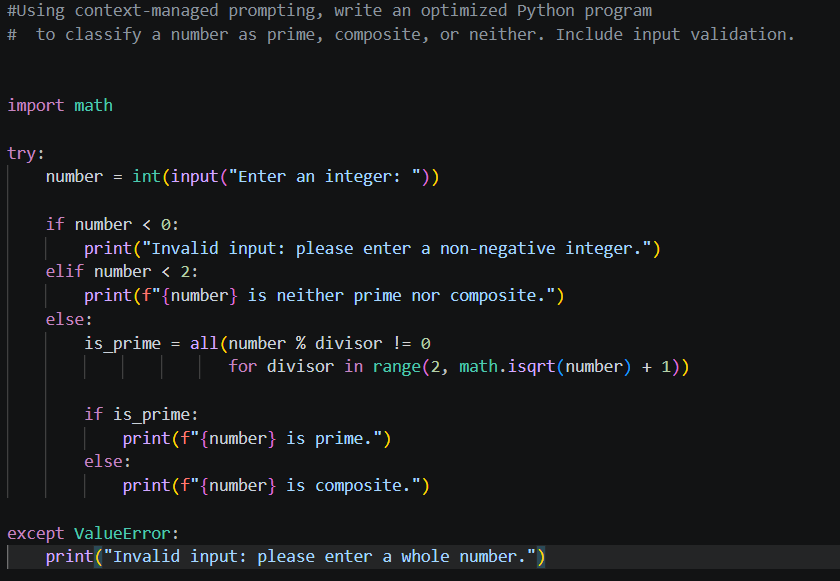 #Using context-managed prompting, write an optimized Python program
#  to classify a number as prime, composite, or neither. Include input validation.
import math
try:
    number = int(input("Enter an integer: "))
    if number < 0:
        print("Invalid input: please enter a non-negative integer.")
    elif number < 2:
        print(f"{number} is neither prime nor composite.")
    else:
        is_prime = all(number % divisor != 0
                       for divisor in range(2, math.isqrt(number) + 1))
        if is_prime:
            print(f"{number} is prime.")
        else:
            print(f"{number} is composite.")
except ValueError:
    print("Invalid input: please enter a whole number.")